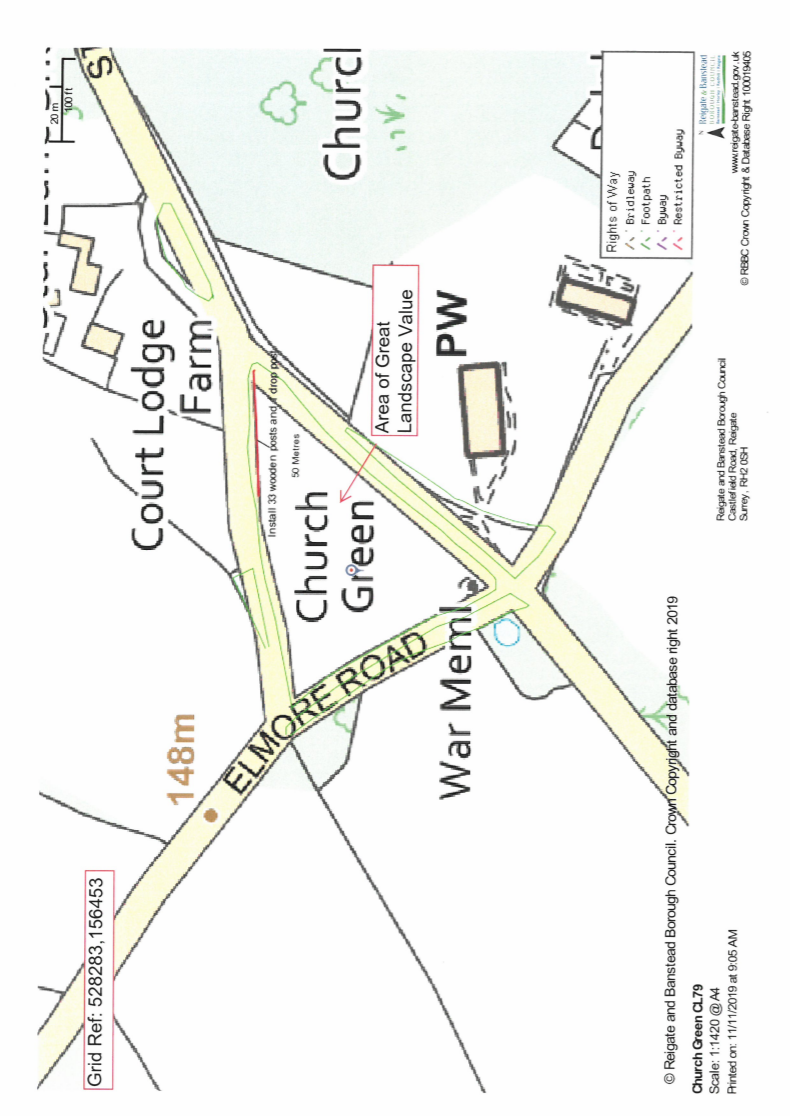 Grid Ref: 528283,156453
148m
ELMORE ROAD
Court Lodge
Farm
Install 33 wooden posts and
drop post
50 Metres
Church
Green
Area of Great
Landscape Value
War Meml
PW
Churcl
ST
20 m
100 ft
Rights of Way
Bridleway
Footpath
Byway
Restricted Byway
N
Reigate & Banstead
BOROUGH COUNCIL
www.reigate-banstead.gov.uk
© RBBC Crown Copyright & Database Right 100019405
Reigate and Banstead Borough Council
Castlefield Road, Reigate
Surrey, RH2 0SH
© Reigate and Banstead Borough Council. Crown Copyright and database right 2019
Church Green CL79
Scale: 1:1420 @ A4
Printed on: 11/11/2019 at 9:05 AM